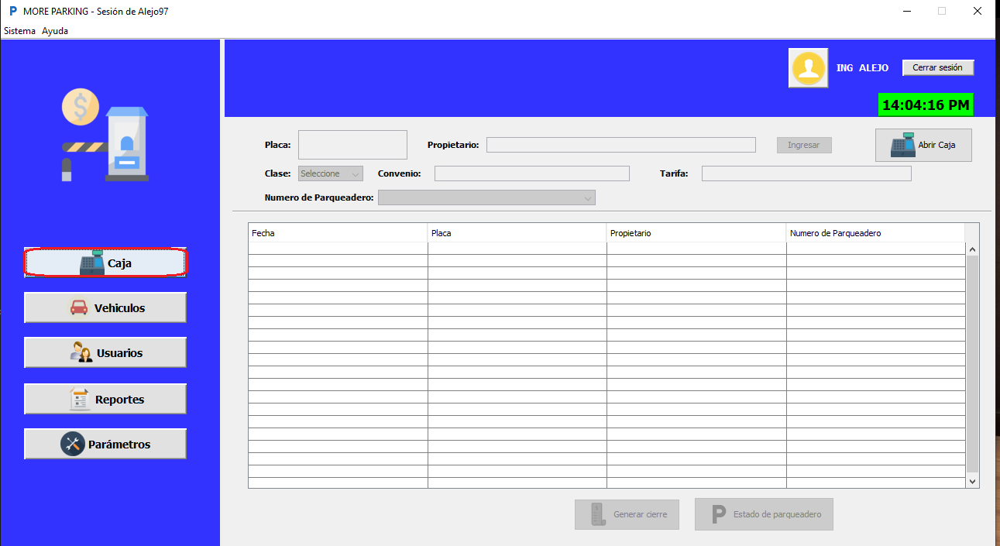 P MORE PARKING - Sesión de Alejo97
Sistema Ayuda
$
ING ALEJO
Cerrar sesión
14:04:16 PM
Placa:
Propietario:
Ingresar
Abrir Caja
Clase:
Seleccione
Convenio:
Tarifa:
Numero de Parqueadero:
Caja
Vehiculos
Usuarios
Reportes
Parámetros
Fecha Placa Propietario Numero de Parqueadero
Generar cierre
P Estado de parqueadero